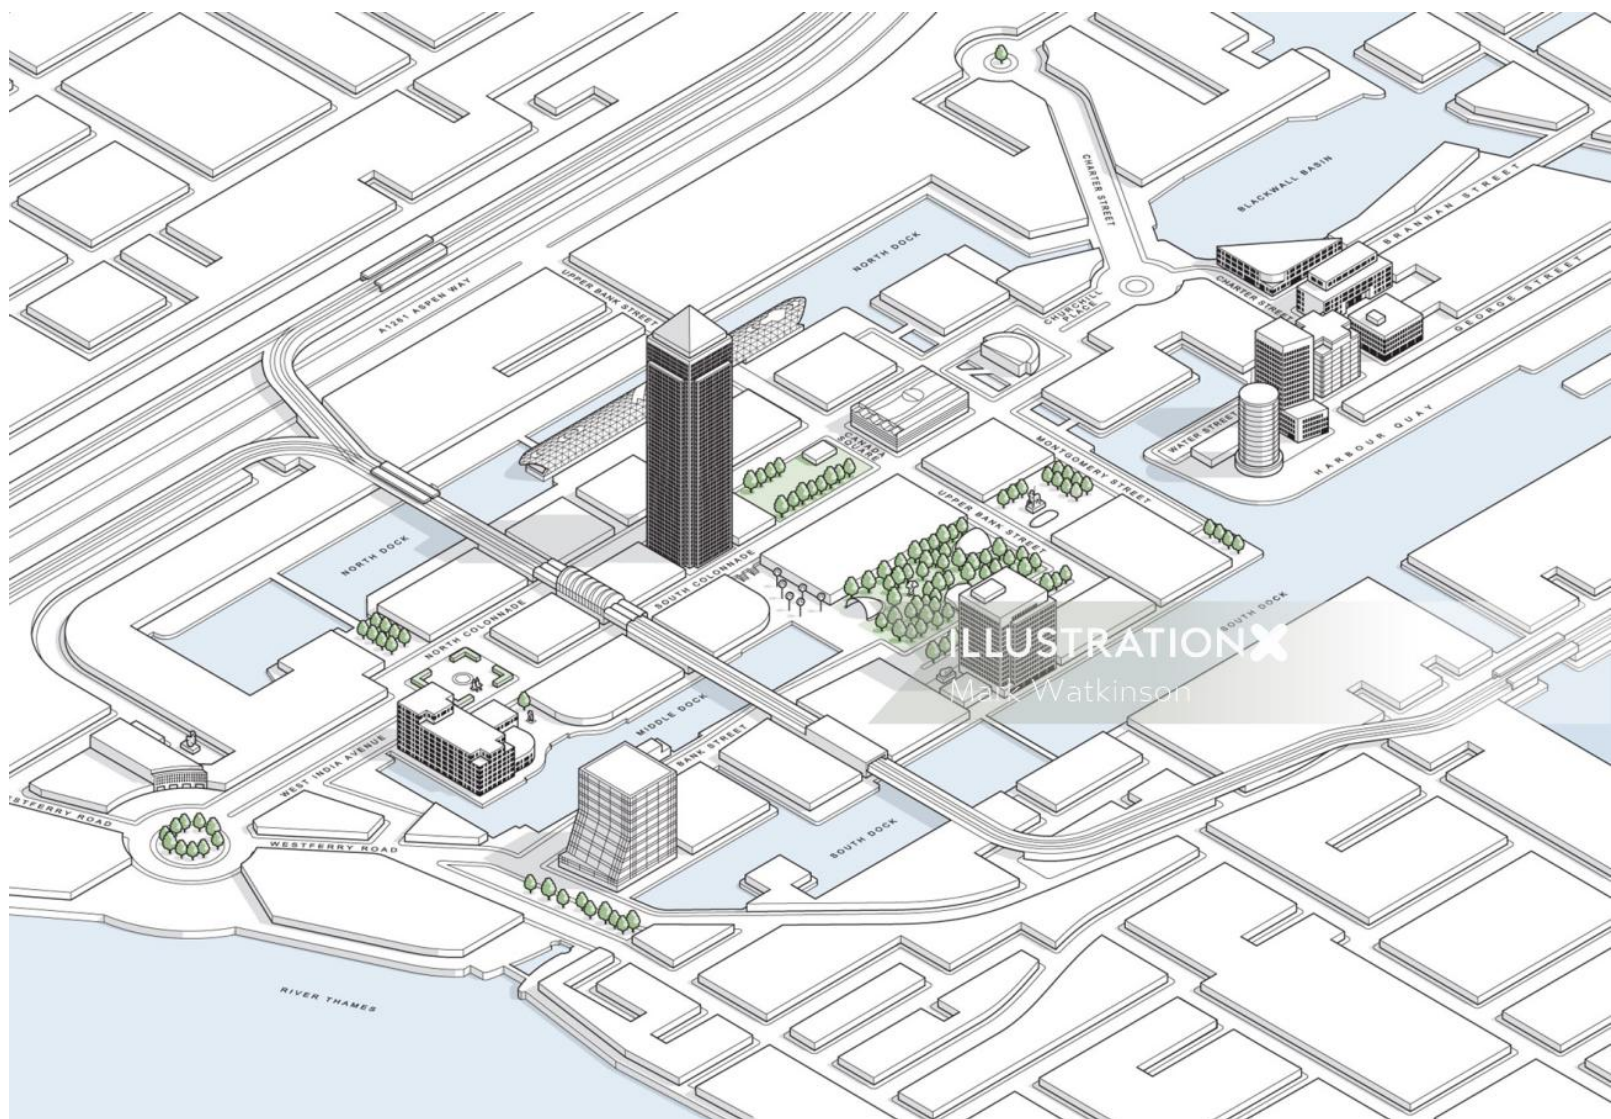 CHARTER STREET
BLACKWALL BASIN
BRANNAN STREET
NORTH DOCK
GEORGE STREET
CHARTER STREET
UPPER BANK STREET
A1261 ASPEN WAY
CHURCHILL
PLACE
CANADA
SQUARE
WATER STREET
HARBOUR QUAY
MONTGOMERY STREET
UPPER BANK STREET
NORTH DOCK
SOUTH COLONNADE
SOUTH DOCK
NORTH COLONNADE
ILLUSTRATIONX
Mark Watkinson
MIDDLE DOCK
BANK STREET
WEST INDIA AVENUE
STFERRY ROAD
WESTFERRY ROAD
SOUTH DOCK
RIVER THAMES